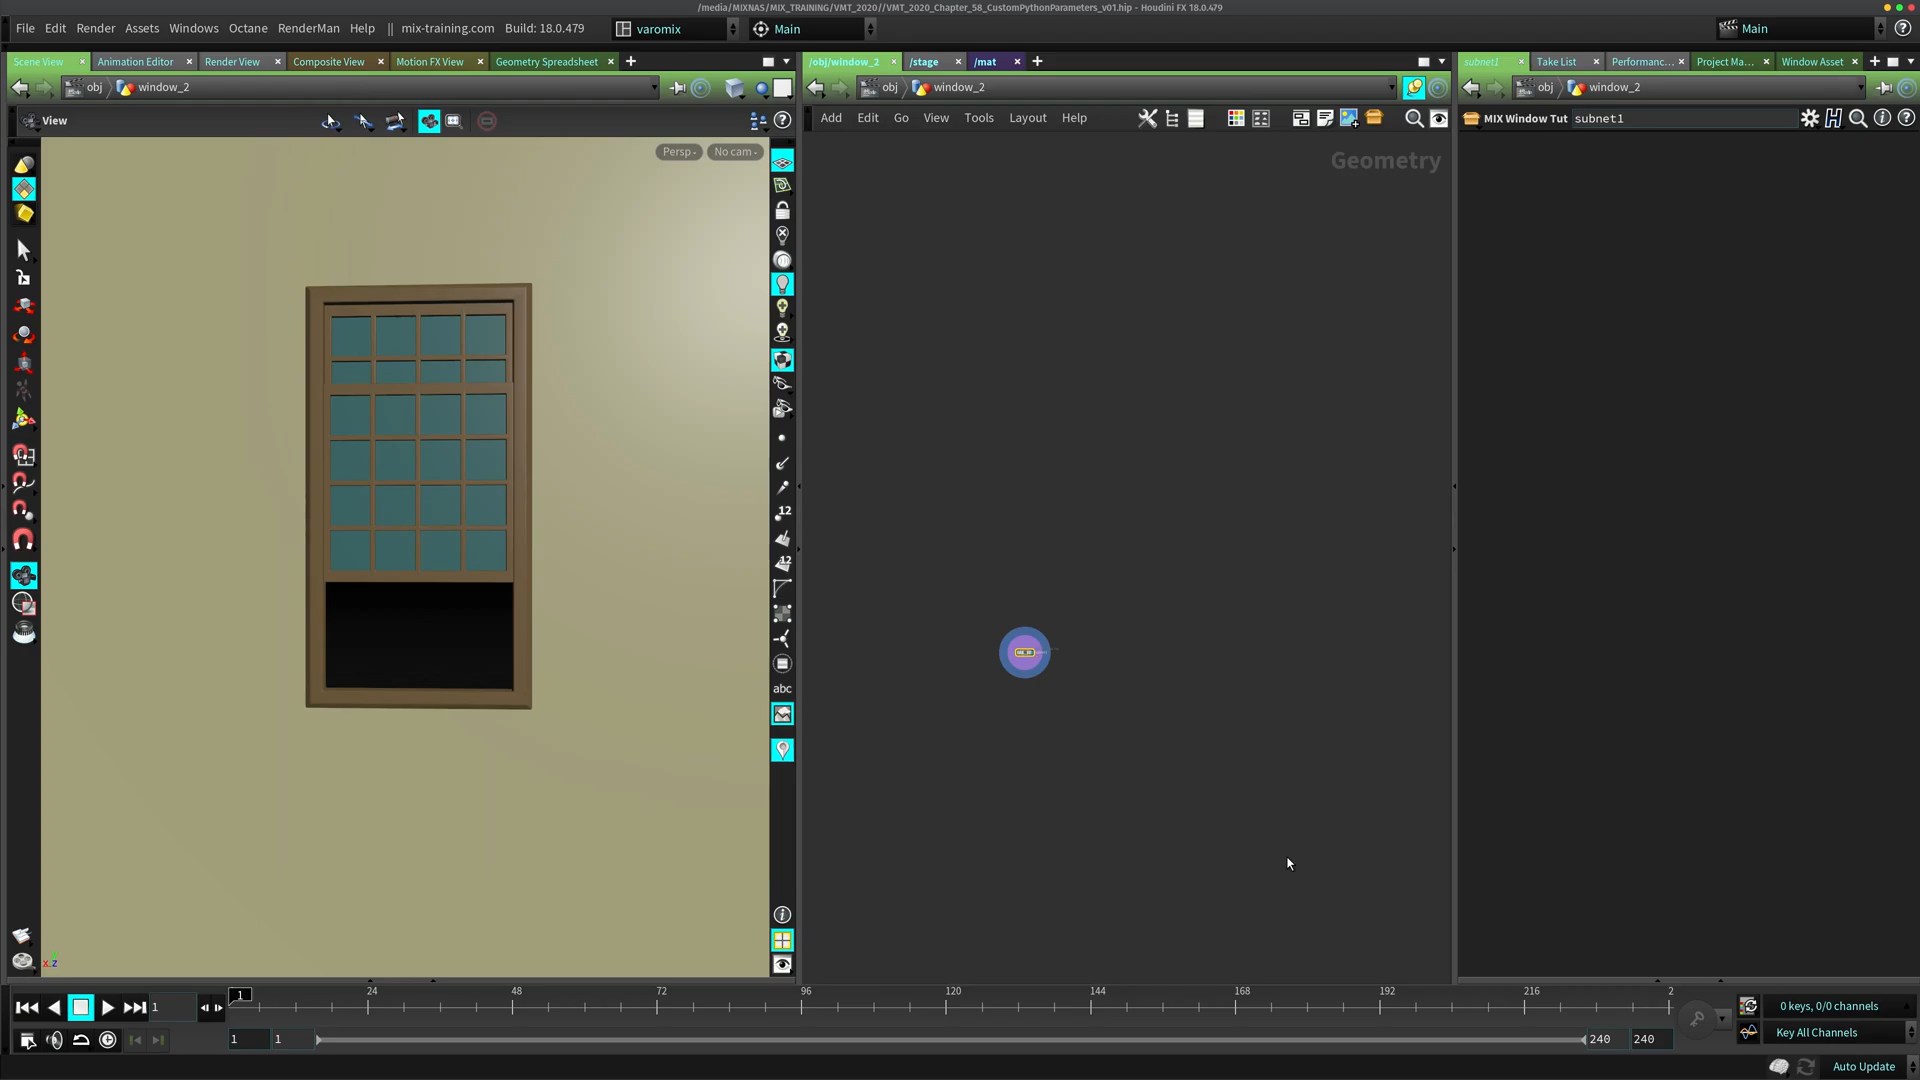 /media/MIXNAS/MIX_TRAINING/VMT_2020//VMT_2020_Chapter_58_CustomPythonParameters_v01.hip - Houdini FX 18.0.479
File Edit Render Assets Windows Octane RenderMan Help || mix-training.com Build: 18.0.479 varomix Main Main
Scene View Animation Editor Render View Composite View Motion FX View Geometry Spreadsheet
/obj/window_2 /stage /mat
subnet1 Take List Performanc... Project Ma... Window Asset
obj window_2
obj window_2
obj window_2
View
Add Edit Go View Tools Layout Help
MIX Window Tut subnet1
Persp No cam
Geometry
12
12
abc
x z
1
1 24 48 72 96 120 144 168 192 216 2
0 keys, 0/0 channels
1 1 240 240
Key All Channels
Auto Update